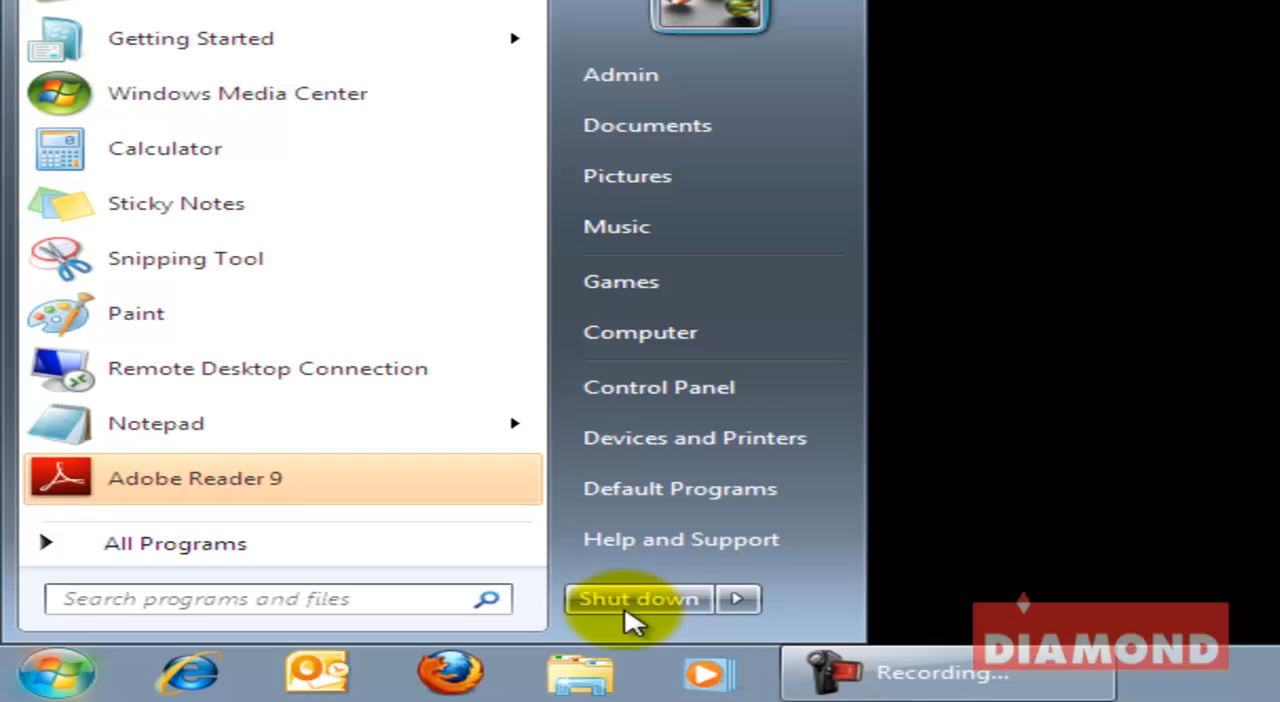 Getting Started
Windows Media Center
Calculator
Sticky Notes
Snipping Tool
Paint
Remote Desktop Connection
Notepad
Adobe Reader 9
All Programs
Search programs and files
Admin
Documents
Pictures
Music
Games
Computer
Control Panel
Devices and Printers
Default Programs
Help and Support
Shut down
Recording...
DIAMOND